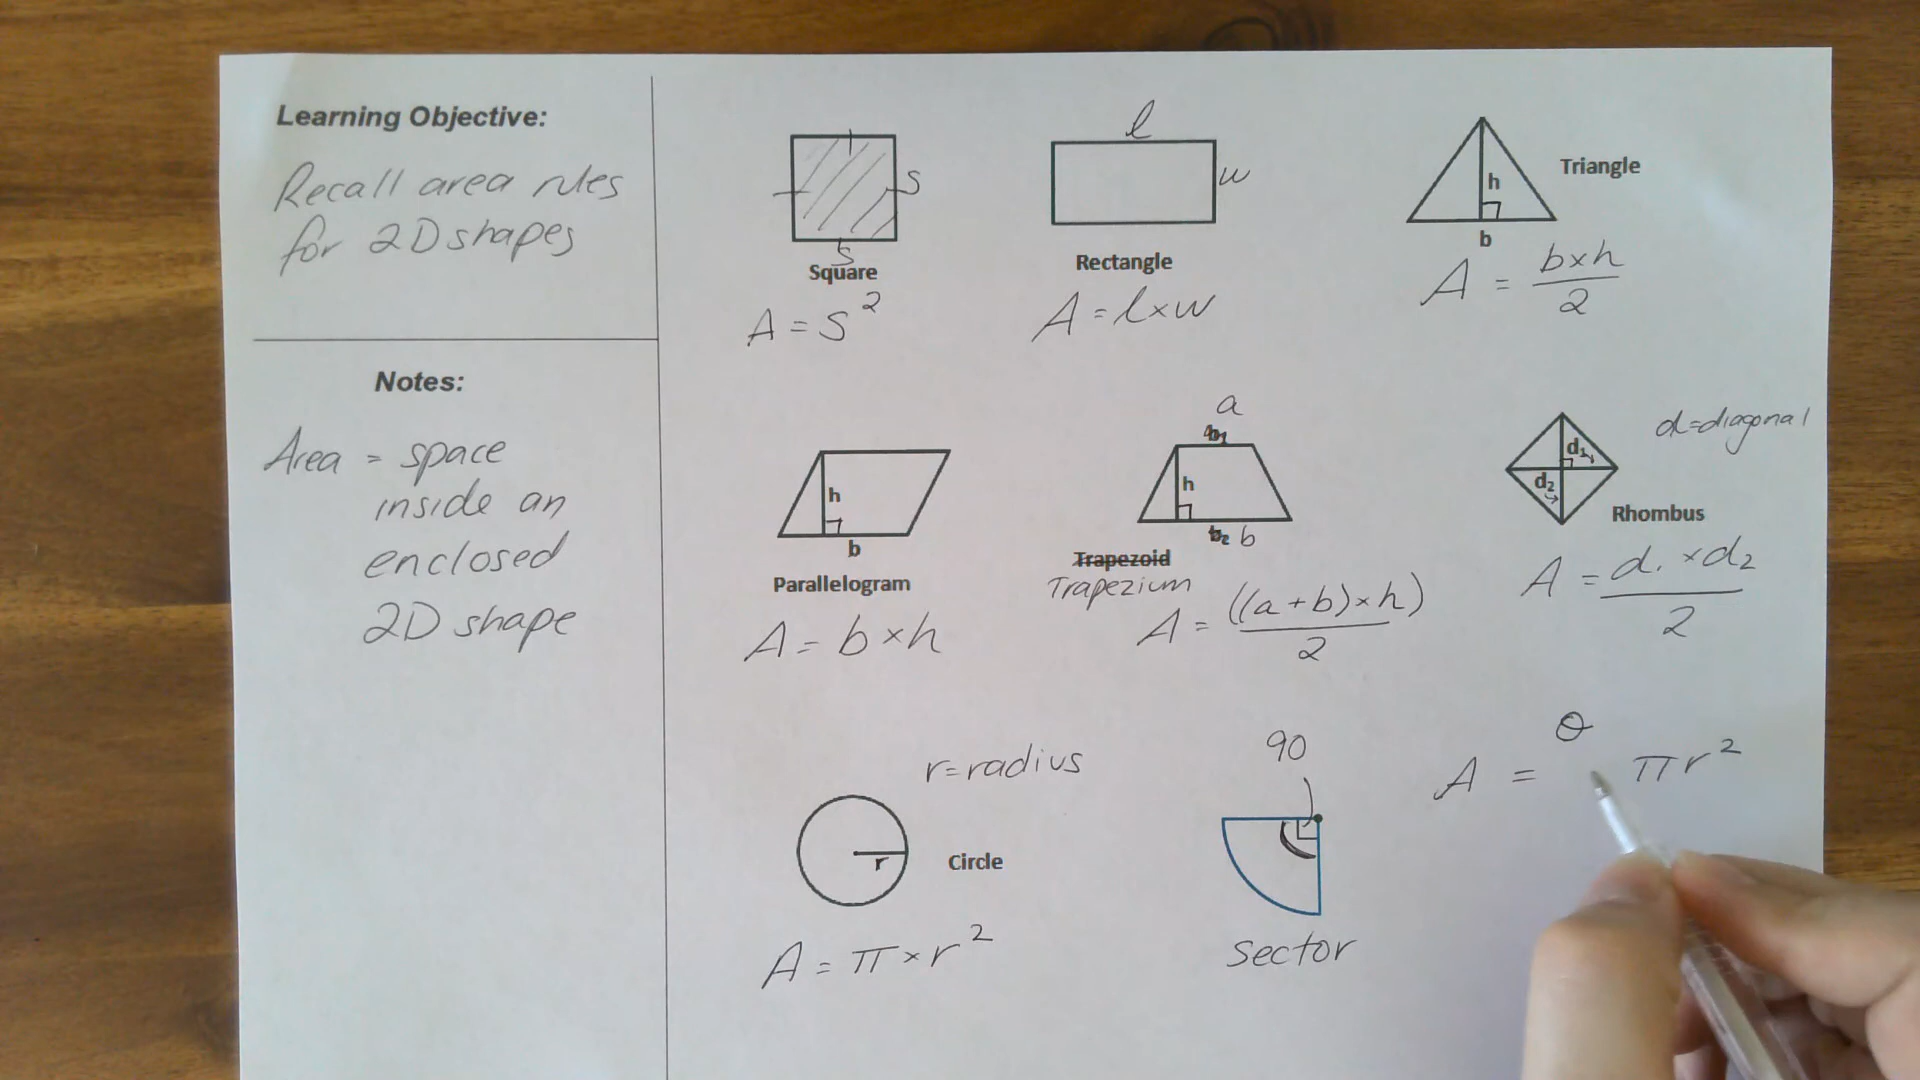 Learning Objective:
Recall area rules
for 2D shapes
Notes:
Area = space
inside an
enclosed
2D shape
s
s
Square
A = s²
l
w
Rectangle
A = l×w
h
b
Triangle
A = b×h
2
h
b
Parallelogram
A = b×h
a
h
b
Trapezoid
Trapezium
A = ((a+b)×h)
2
d=diagonal
d₁
d₂
Rhombus
A = d₁ ×d₂
2
r=radius
r
Circle
A = π×r²
90
sector
A = θ πr²